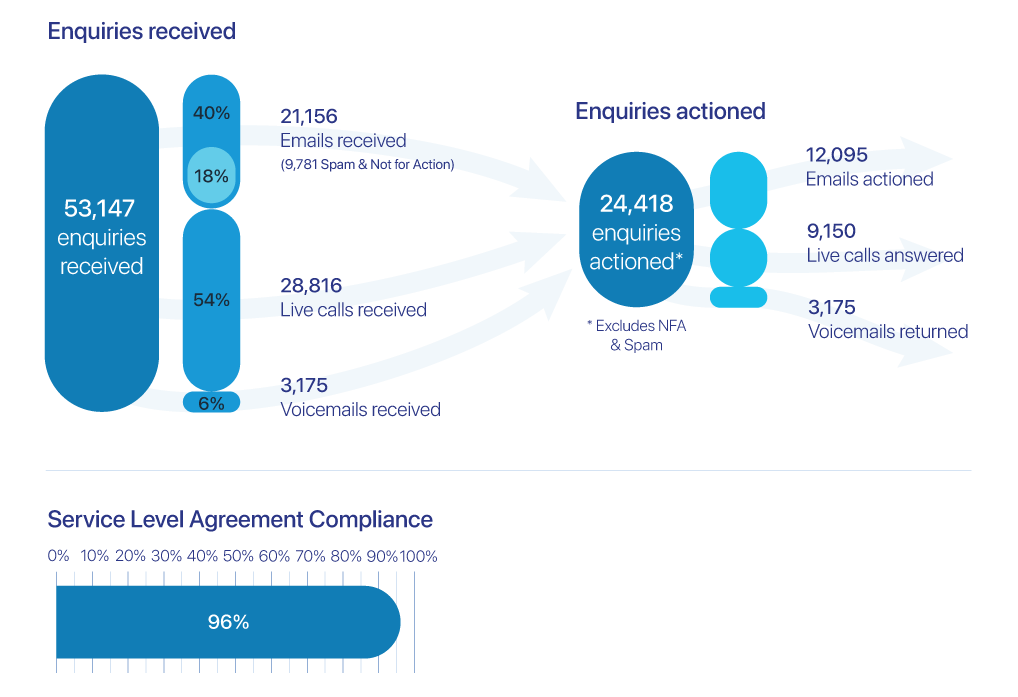 Enquiries received
53,147
enquiries
received
40%
18%
54%
6%
21,156
Emails received
(9,781 Spam & Not for Action)
28,816
Live calls received
3,175
Voicemails received
Enquiries actioned
24,418
enquiries
actioned*
* Excludes NFA
& Spam
12,095
Emails actioned
9,150
Live calls answered
3,175
Voicemails returned
Service Level Agreement Compliance
0% 10% 20% 30% 40% 50% 60% 70% 80% 90% 100%
96%